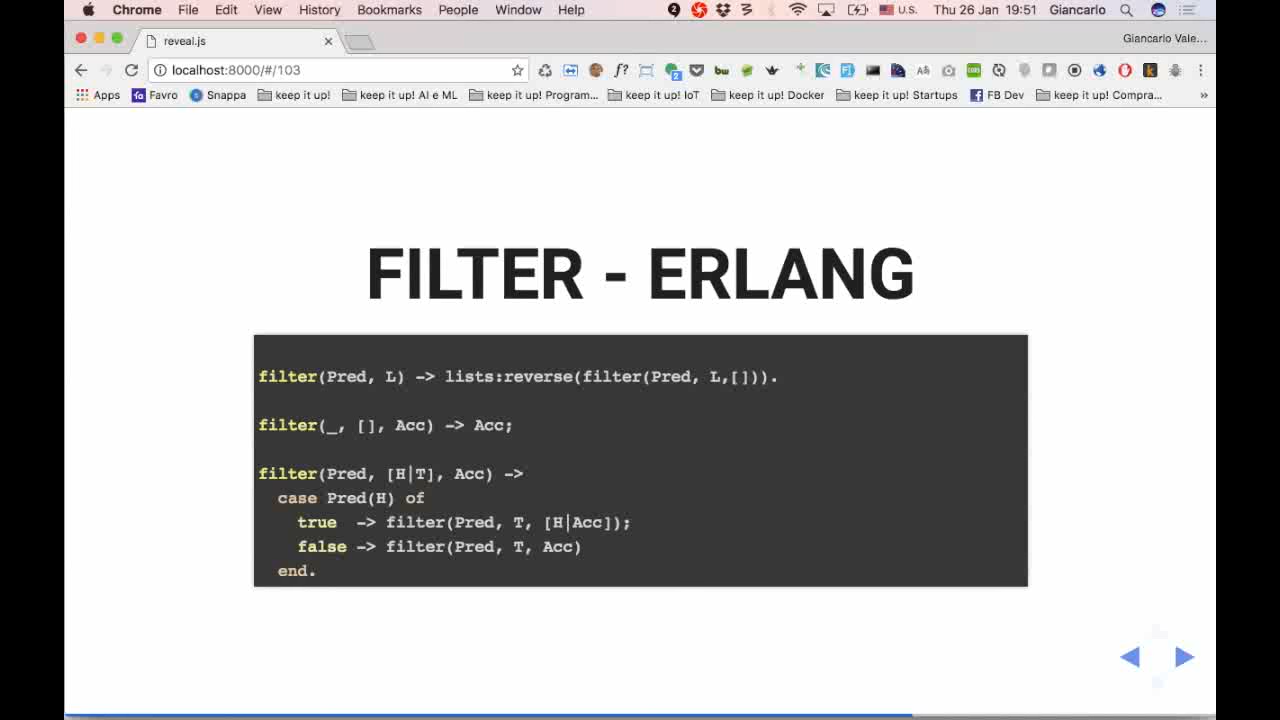 Chrome File Edit View History Bookmarks People Window Help U.S. Thu 26 Jan 19:51 Giancarlo
reveal.js Giancarlo Vale...
localhost:8000/#/103
Apps Favro Snappa keep it up! keep it up! AI e ML keep it up! Program... keep it up! IoT keep it up! Docker keep it up! Startups FB Dev keep it up! Compra... »
FILTER - ERLANG
filter(Pred, L) -> lists:reverse(filter(Pred, L,[])).
filter(_, [], Acc) -> Acc;
filter(Pred, [H|T], Acc) ->
case Pred(H) of
true -> filter(Pred, T, [H|Acc]);
false -> filter(Pred, T, Acc)
end.